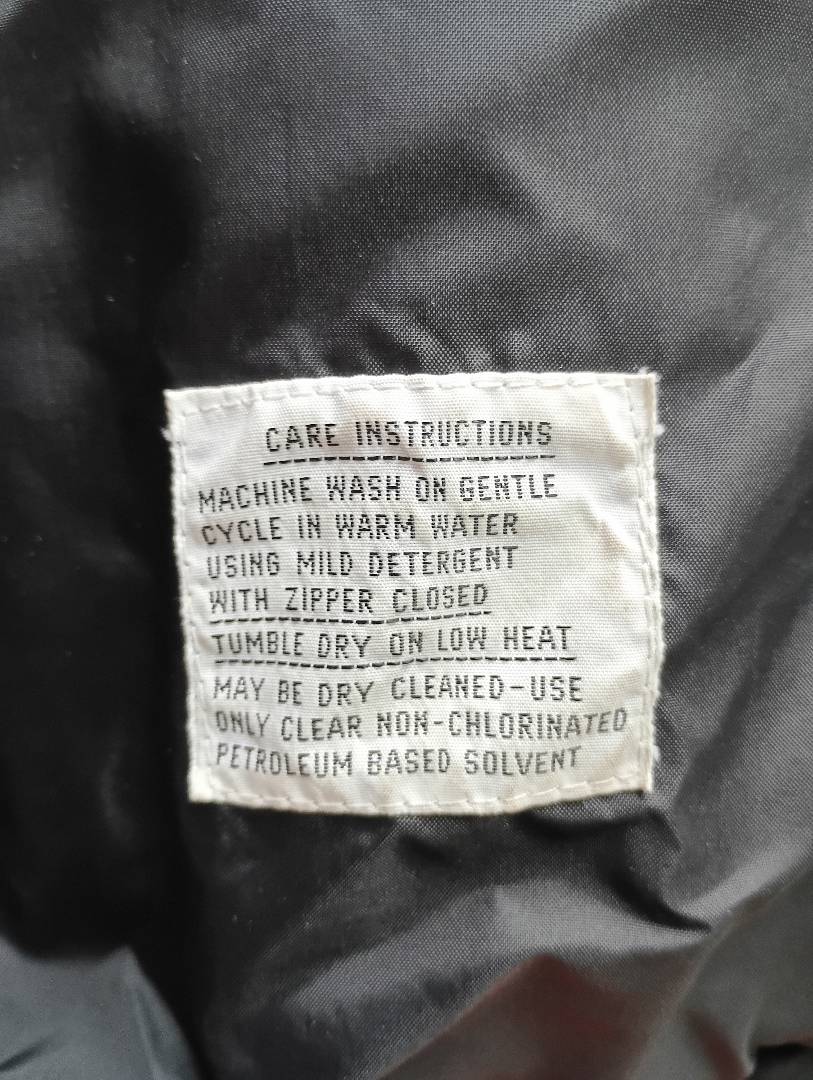 CARE INSTRUCTIONS
MACHINE WASH ON GENTLE
CYCLE IN WARM WATER
USING MILD DETERGENT
WITH ZIPPER CLOSED
TUMBLE DRY ON LOW HEAT
MAY BE DRY CLEANED-USE
ONLY CLEAR NON-CHLORINATED
PETROLEUM BASED SOLVENT